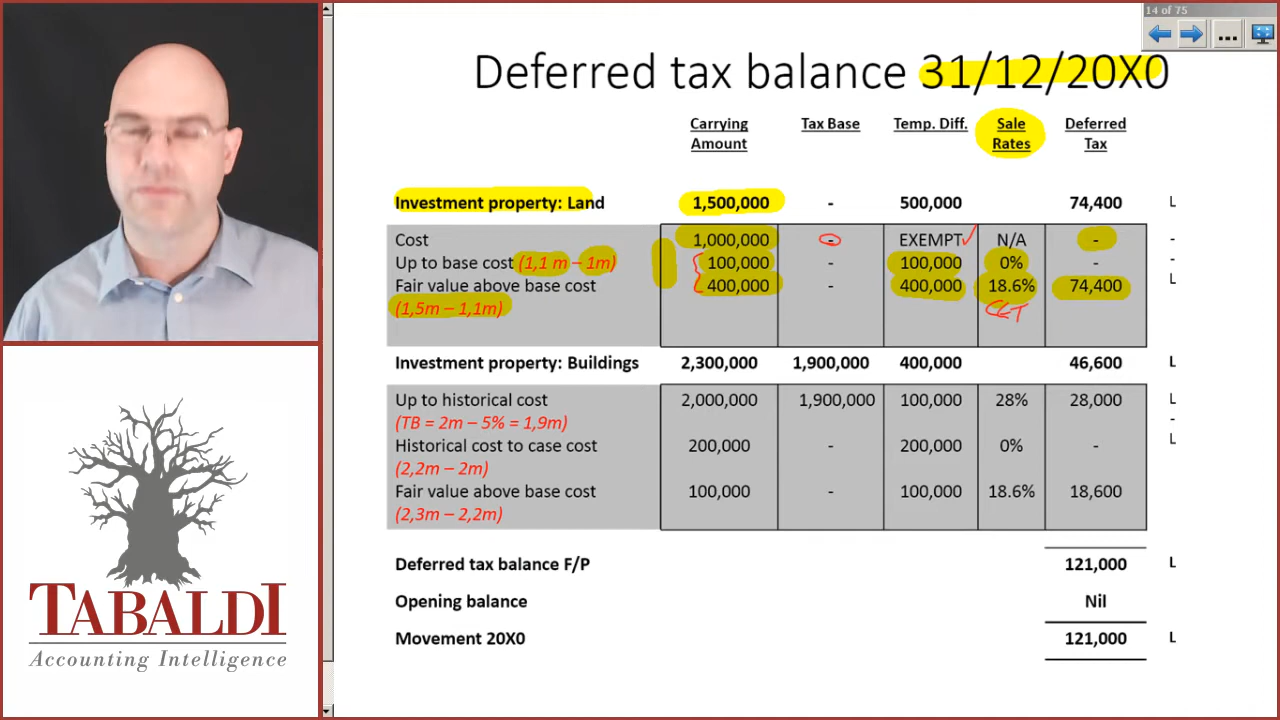 14 of 75
Deferred tax balance 31/12/20X0
Carrying Amount Tax Base Temp. Diff. Sale Rates Deferred Tax
Investment property: Land 1,500,000 - 500,000 74,400 L
Cost 1,000,000 - EXEMPT N/A - -
Up to base cost (1,1 m – 1m) 100,000 - 100,000 0% - -
Fair value above base cost 400,000 - 400,000 18.6% 74,400 L
(1,5m – 1,1m) CGT
Investment property: Buildings 2,300,000 1,900,000 400,000 46,600 L
Up to historical cost 2,000,000 1,900,000 100,000 28% 28,000 L
(TB = 2m – 5% = 1,9m) -
Historical cost to case cost 200,000 - 200,000 0% - L
(2,2m – 2m)
Fair value above base cost 100,000 - 100,000 18.6% 18,600
(2,3m – 2,2m)
Deferred tax balance F/P 121,000 L
Opening balance Nil
Movement 20X0 121,000 L
TABALDI
Accounting Intelligence